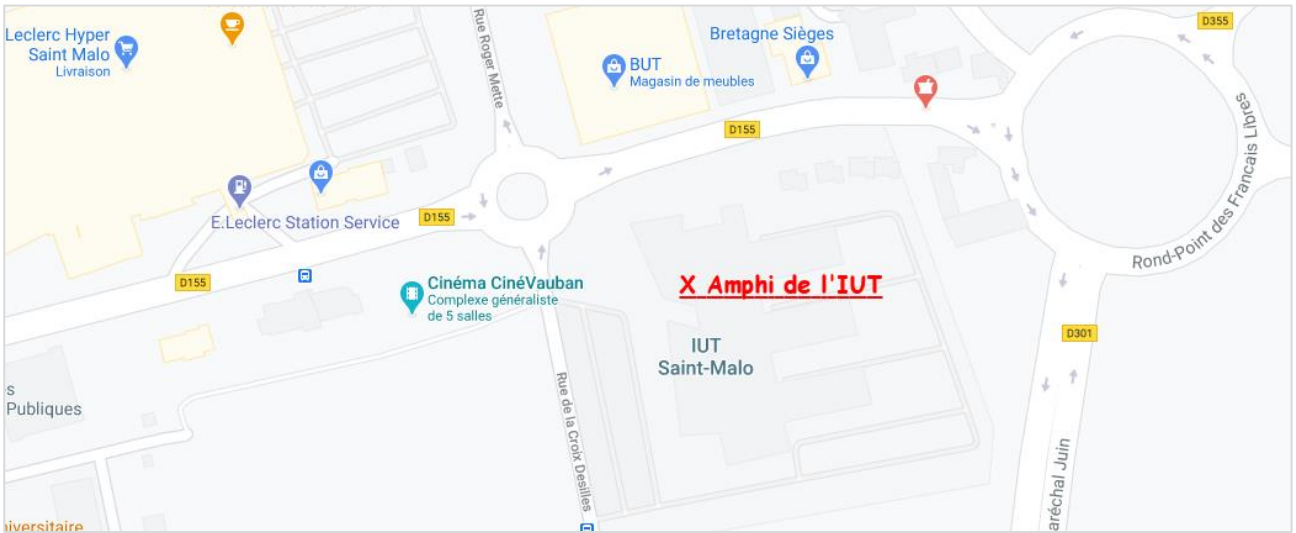 Leclerc Hyper
Saint Malo
Livraison
Rue Roger Mette
BUT
Magasin de meubles
Bretagne Sièges
D355
D155
Rond-Point des Francais Libres
E.Leclerc Station Service
D155
D155
Cinéma CinéVauban
Complexe généraliste
de 5 salles
X Amphi de l'IUT
IUT
Saint-Malo
D301
s
Publiques
Rue de la Croix Desilles
aréchal Juin
iversitaire